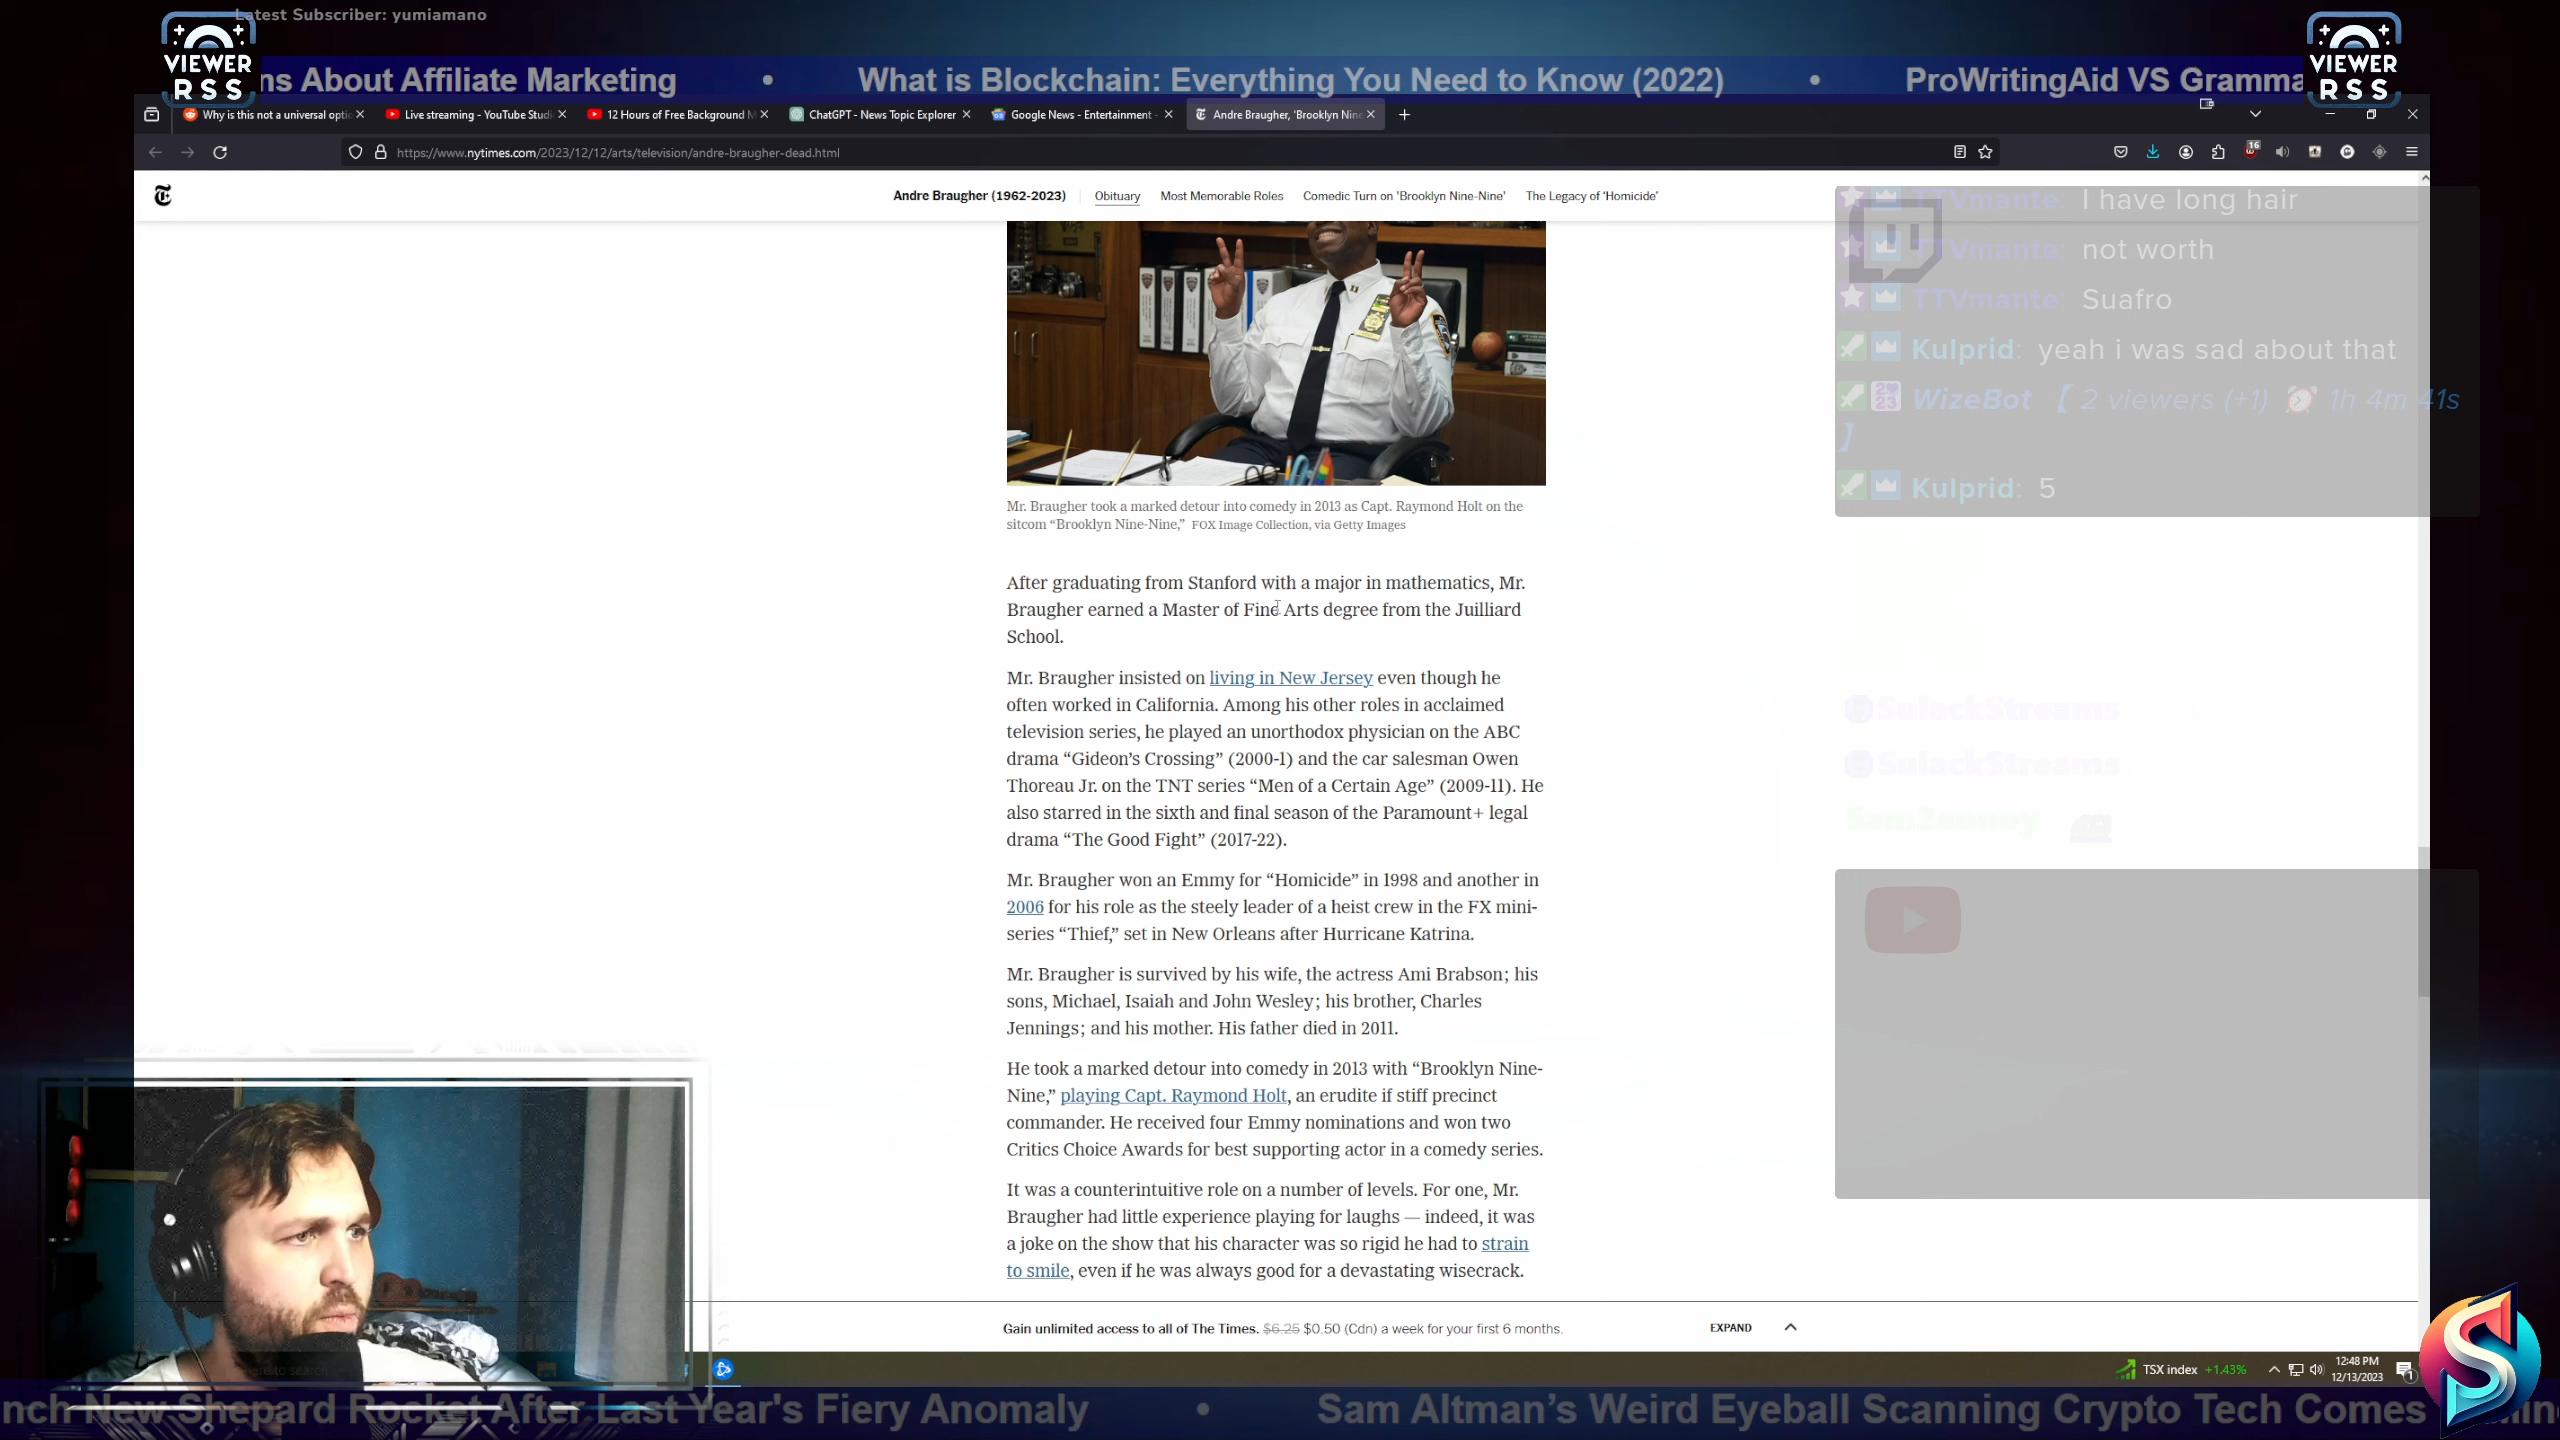 Latest Subscriber: yumiamano
VIEWER
RSS
ns About Affiliate Marketing • What is Blockchain: Everything You Need to Know (2022) • ProWritingAid VS Gramma
VIEWER
RSS
Why is this not a universal optio
Live streaming - YouTube Studi
12 Hours of Free Background M
ChatGPT - News Topic Explorer
Google News - Entertainment -
Andre Braugher, 'Brooklyn Nine
https://www.nytimes.com/2023/12/12/arts/television/andre-braugher-dead.html
16
Andre Braugher (1962-2023)
Obituary
Most Memorable Roles
Comedic Turn on 'Brooklyn Nine-Nine'
The Legacy of 'Homicide'
TTVmante: I have long hair
TTVmante: not worth
TTVmante: Suafro
Kulprid: yeah i was sad about that
WizeBot 【 2 viewers (+1) ⏰ 1h 4m 41s
】
Kulprid: 5
Mr. Braugher took a marked detour into comedy in 2013 as Capt. Raymond Holt on the
sitcom “Brooklyn Nine-Nine,” FOX Image Collection, via Getty Images
After graduating from Stanford with a major in mathematics, Mr.
Braugher earned a Master of Fine Arts degree from the Juilliard
School.
Mr. Braugher insisted on living in New Jersey even though he
often worked in California. Among his other roles in acclaimed
television series, he played an unorthodox physician on the ABC
drama “Gideon’s Crossing” (2000-1) and the car salesman Owen
Thoreau Jr. on the TNT series “Men of a Certain Age” (2009-11). He
also starred in the sixth and final season of the Paramount+ legal
drama “The Good Fight” (2017-22).
SulackStreams
SulackStreams
Mr. Braugher won an Emmy for “Homicide” in 1998 and another in
2006 for his role as the steely leader of a heist crew in the FX mini-
series “Thief,” set in New Orleans after Hurricane Katrina.
Mr. Braugher is survived by his wife, the actress Ami Brabson; his
sons, Michael, Isaiah and John Wesley; his brother, Charles
Jennings; and his mother. His father died in 2011.
He took a marked detour into comedy in 2013 with “Brooklyn Nine-
Nine,” playing Capt. Raymond Holt, an erudite if stiff precinct
commander. He received four Emmy nominations and won two
Critics Choice Awards for best supporting actor in a comedy series.
It was a counterintuitive role on a number of levels. For one, Mr.
Braugher had little experience playing for laughs — indeed, it was
a joke on the show that his character was so rigid he had to strain
to smile, even if he was always good for a devastating wisecrack.
Gain unlimited access to all of The Times. $6.25 $0.50 (Cdn) a week for your first 6 months.
EXPAND
TSX index +1.43%
12:48 PM
12/13/2023
1
nch New Shepard Rocket After Last Year's Fiery Anomaly • Sam Altman’s Weird Eyeball Scanning Crypto Tech Comes